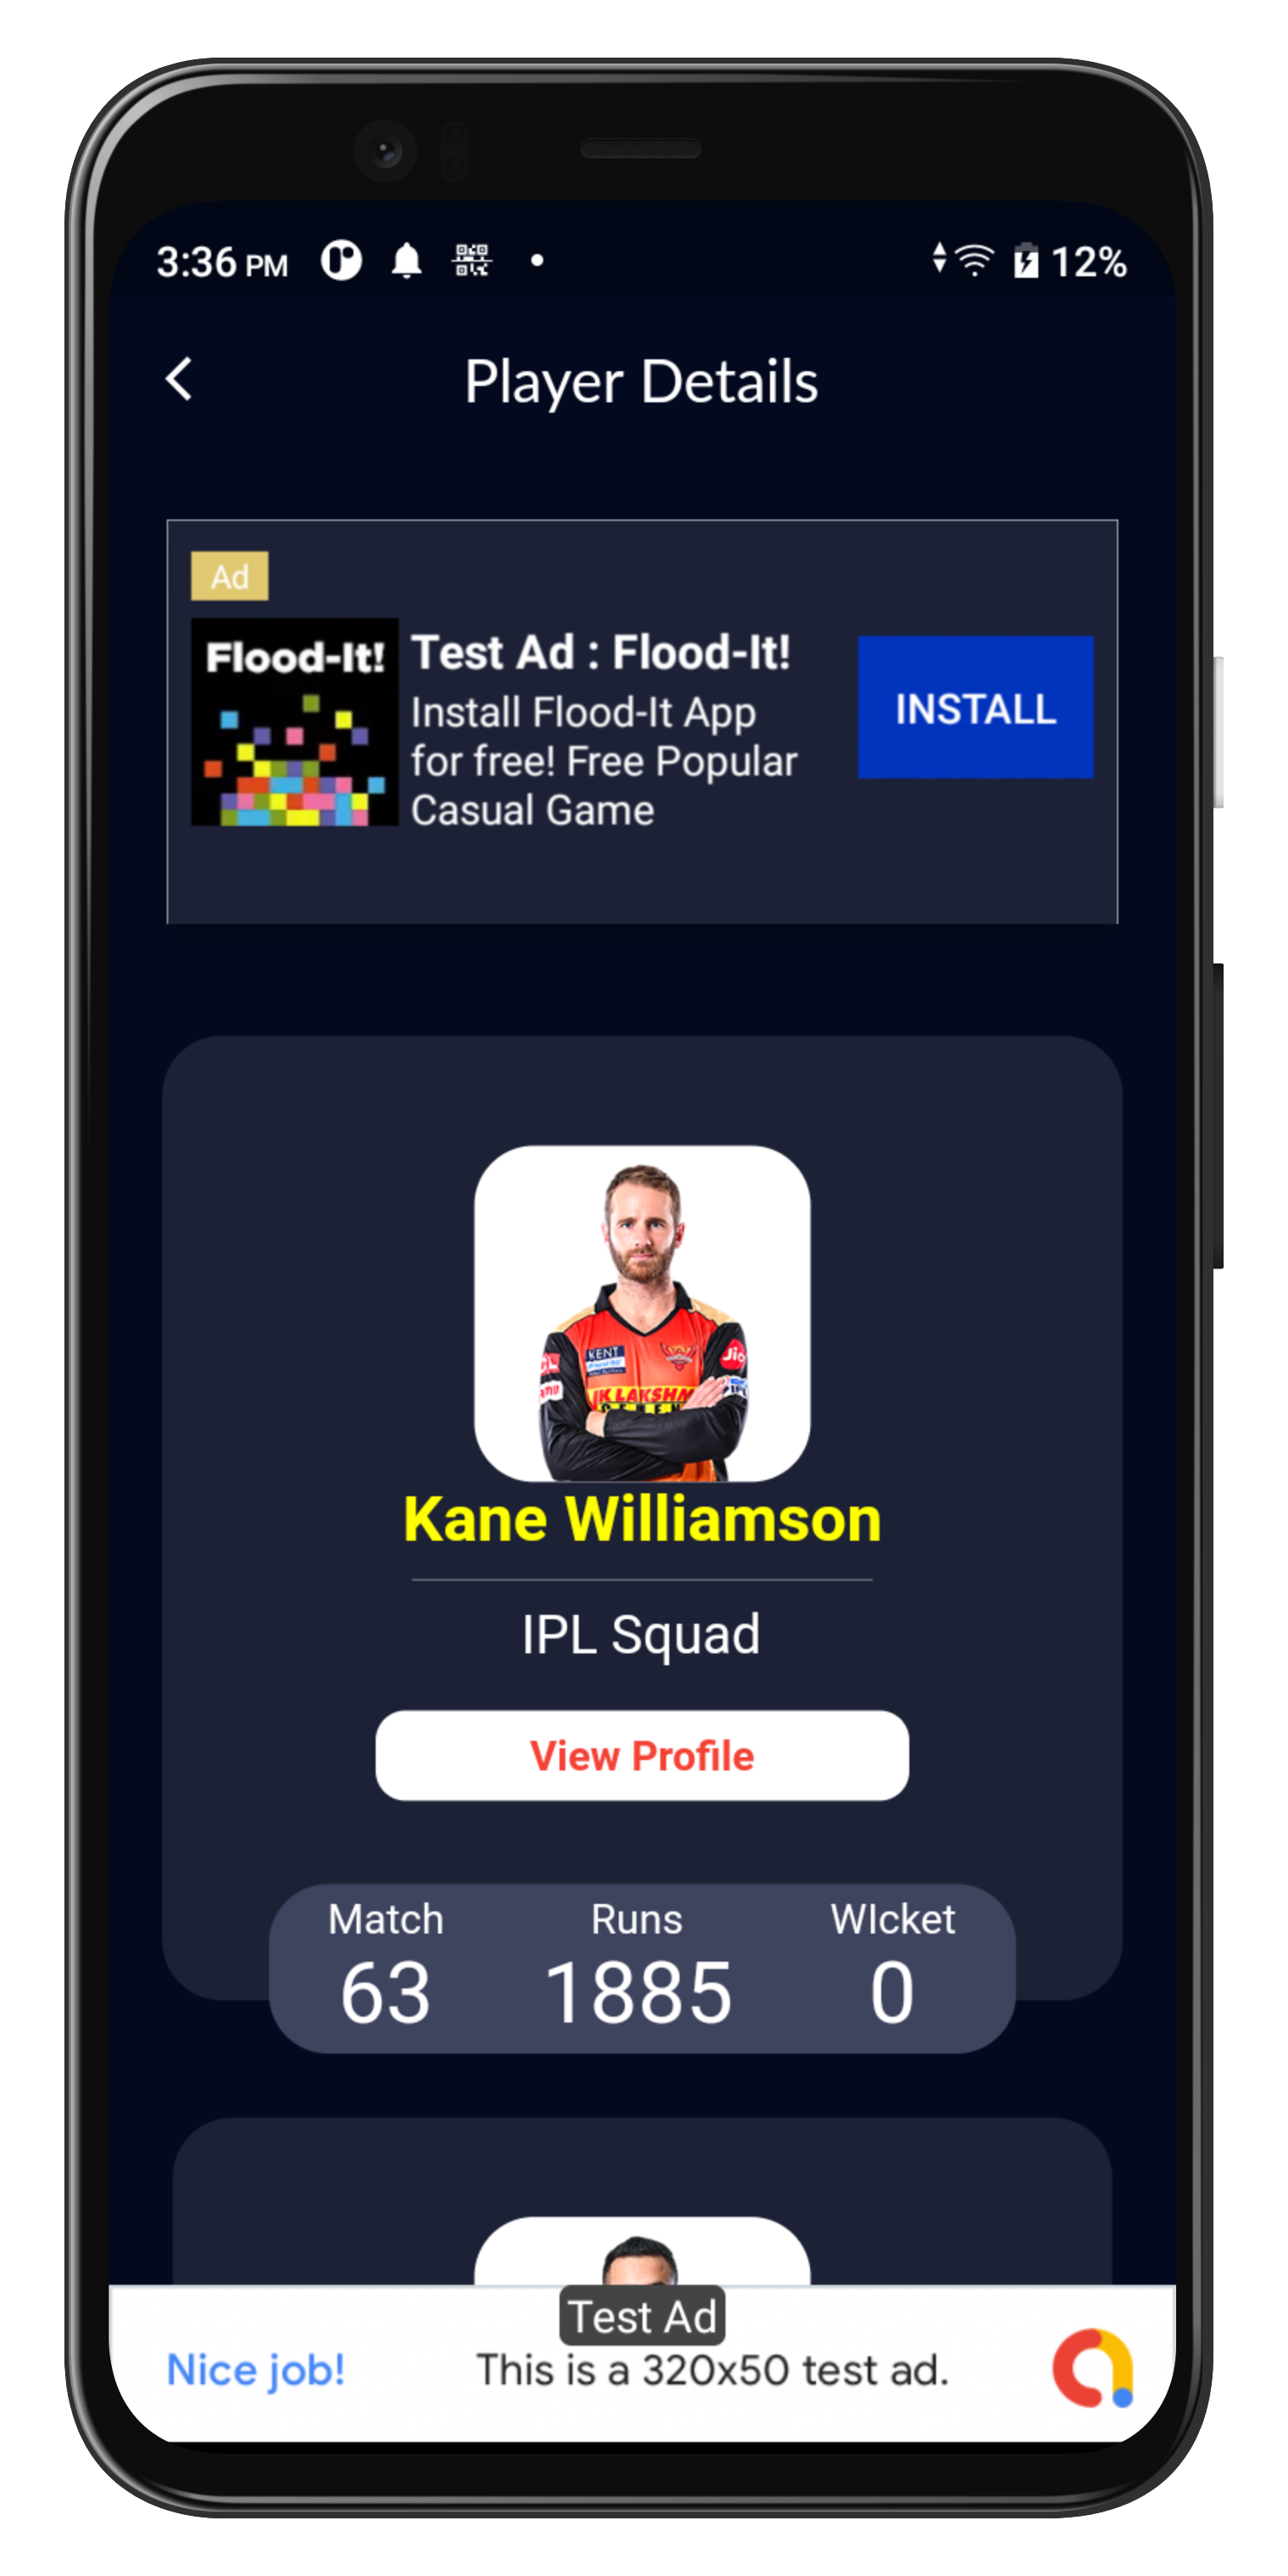 3:36 PM 12%
Player Details
Ad
Flood-It!
Test Ad : Flood-It!
Install Flood-It App
for free! Free Popular
Casual Game
INSTALL
KENT
Jio
Kane Williamson
IPL Squad
View Profile
Match Runs WIcket
63 1885 0
Test Ad
Nice job! This is a 320x50 test ad.